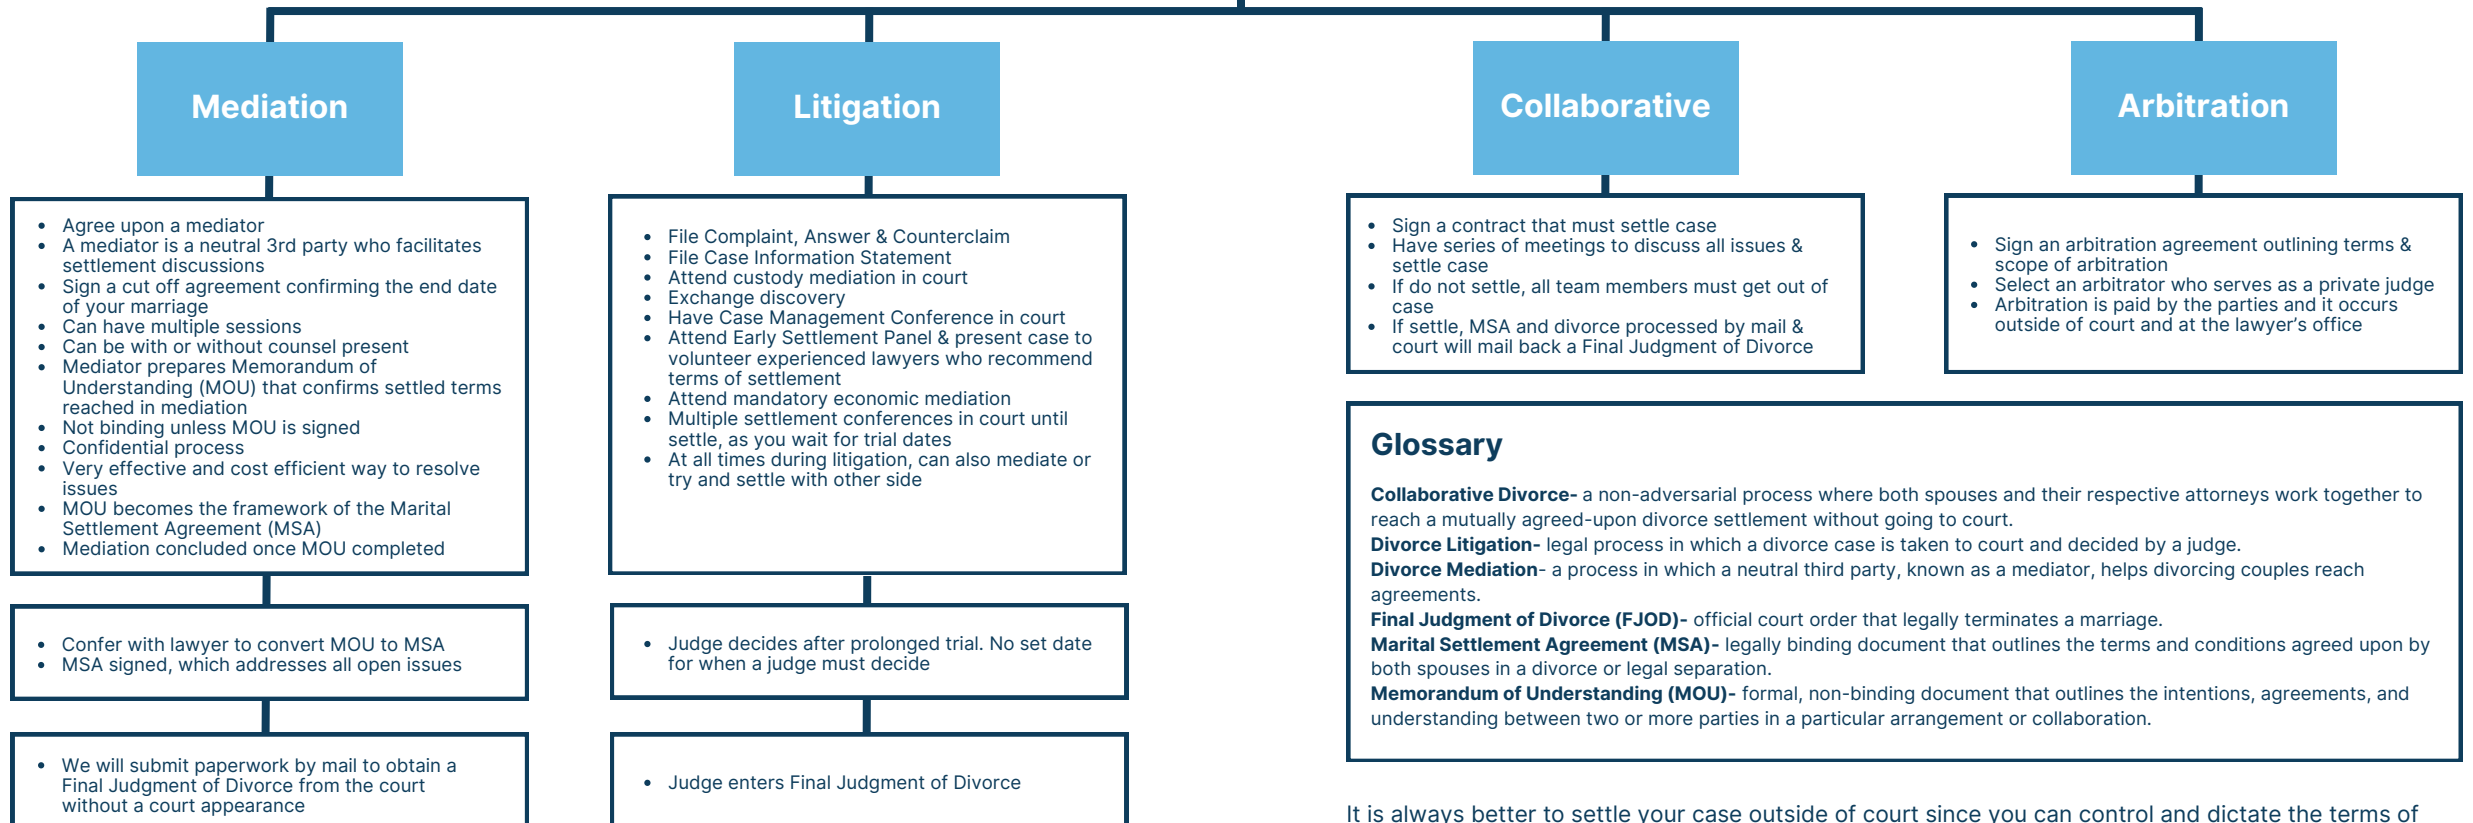 Mediation
Litigation
Collaborative
Arbitration
• Agree upon a mediator
• A mediator is a neutral 3rd party who facilitates
settlement discussions
• Sign a cut off agreement confirming the end date
of your marriage
• Can have multiple sessions
• Can be with or without counsel present
• Mediator prepares Memorandum of
Understanding (MOU) that confirms settled terms
reached in mediation
• Not binding unless MOU is signed
• Confidential process
• Very effective and cost efficient way to resolve
issues
• MOU becomes the framework of the Marital
Settlement Agreement (MSA)
• Mediation concluded once MOU completed
• Confer with lawyer to convert MOU to MSA
• MSA signed, which addresses all open issues
• We will submit paperwork by mail to obtain a
Final Judgment of Divorce from the court
without a court appearance
• File Complaint, Answer & Counterclaim
• File Case Information Statement
• Attend custody mediation in court
• Exchange discovery
• Have Case Management Conference in court
• Attend Early Settlement Panel & present case to
volunteer experienced lawyers who recommend
terms of settlement
• Attend mandatory economic mediation
• Multiple settlement conferences in court until
settle, as you wait for trial dates
• At all times during litigation, can also mediate or
try and settle with other side
• Judge decides after prolonged trial. No set date
for when a judge must decide
• Judge enters Final Judgment of Divorce
• Sign a contract that must settle case
• Have series of meetings to discuss all issues &
settle case
• If do not settle, all team members must get out of
case
• If settle, MSA and divorce processed by mail &
court will mail back a Final Judgment of Divorce
• Sign an arbitration agreement outlining terms &
scope of arbitration
• Select an arbitrator who serves as a private judge
• Arbitration is paid by the parties and it occurs
outside of court and at the lawyer’s office
Glossary
Collaborative Divorce- a non-adversarial process where both spouses and their respective attorneys work together to
reach a mutually agreed-upon divorce settlement without going to court.
Divorce Litigation- legal process in which a divorce case is taken to court and decided by a judge.
Divorce Mediation- a process in which a neutral third party, known as a mediator, helps divorcing couples reach
agreements.
Final Judgment of Divorce (FJOD)- official court order that legally terminates a marriage.
Marital Settlement Agreement (MSA)- legally binding document that outlines the terms and conditions agreed upon by
both spouses in a divorce or legal separation.
Memorandum of Understanding (MOU)- formal, non-binding document that outlines the intentions, agreements, and
understanding between two or more parties in a particular arrangement or collaboration.
It is always better to settle your case outside of court since you can control and dictate the terms of